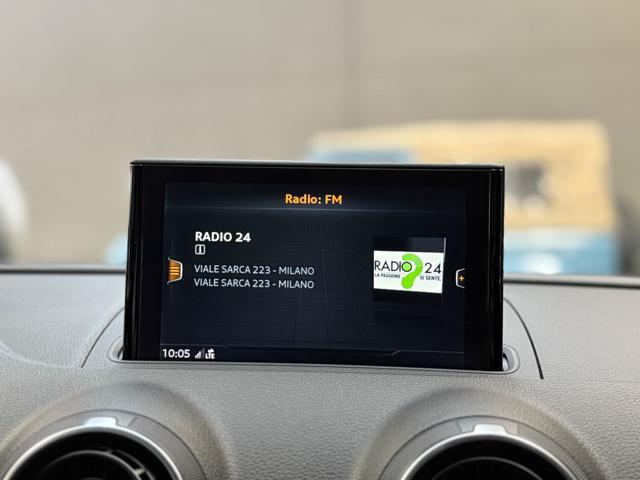 Radio: FM
RADIO 24
i
VIALE SARCA 223 - MILANO
VIALE SARCA 223 - MILANO
RADIO 24
LA PASSIONE SI SENTE.
+
10:05 LTE